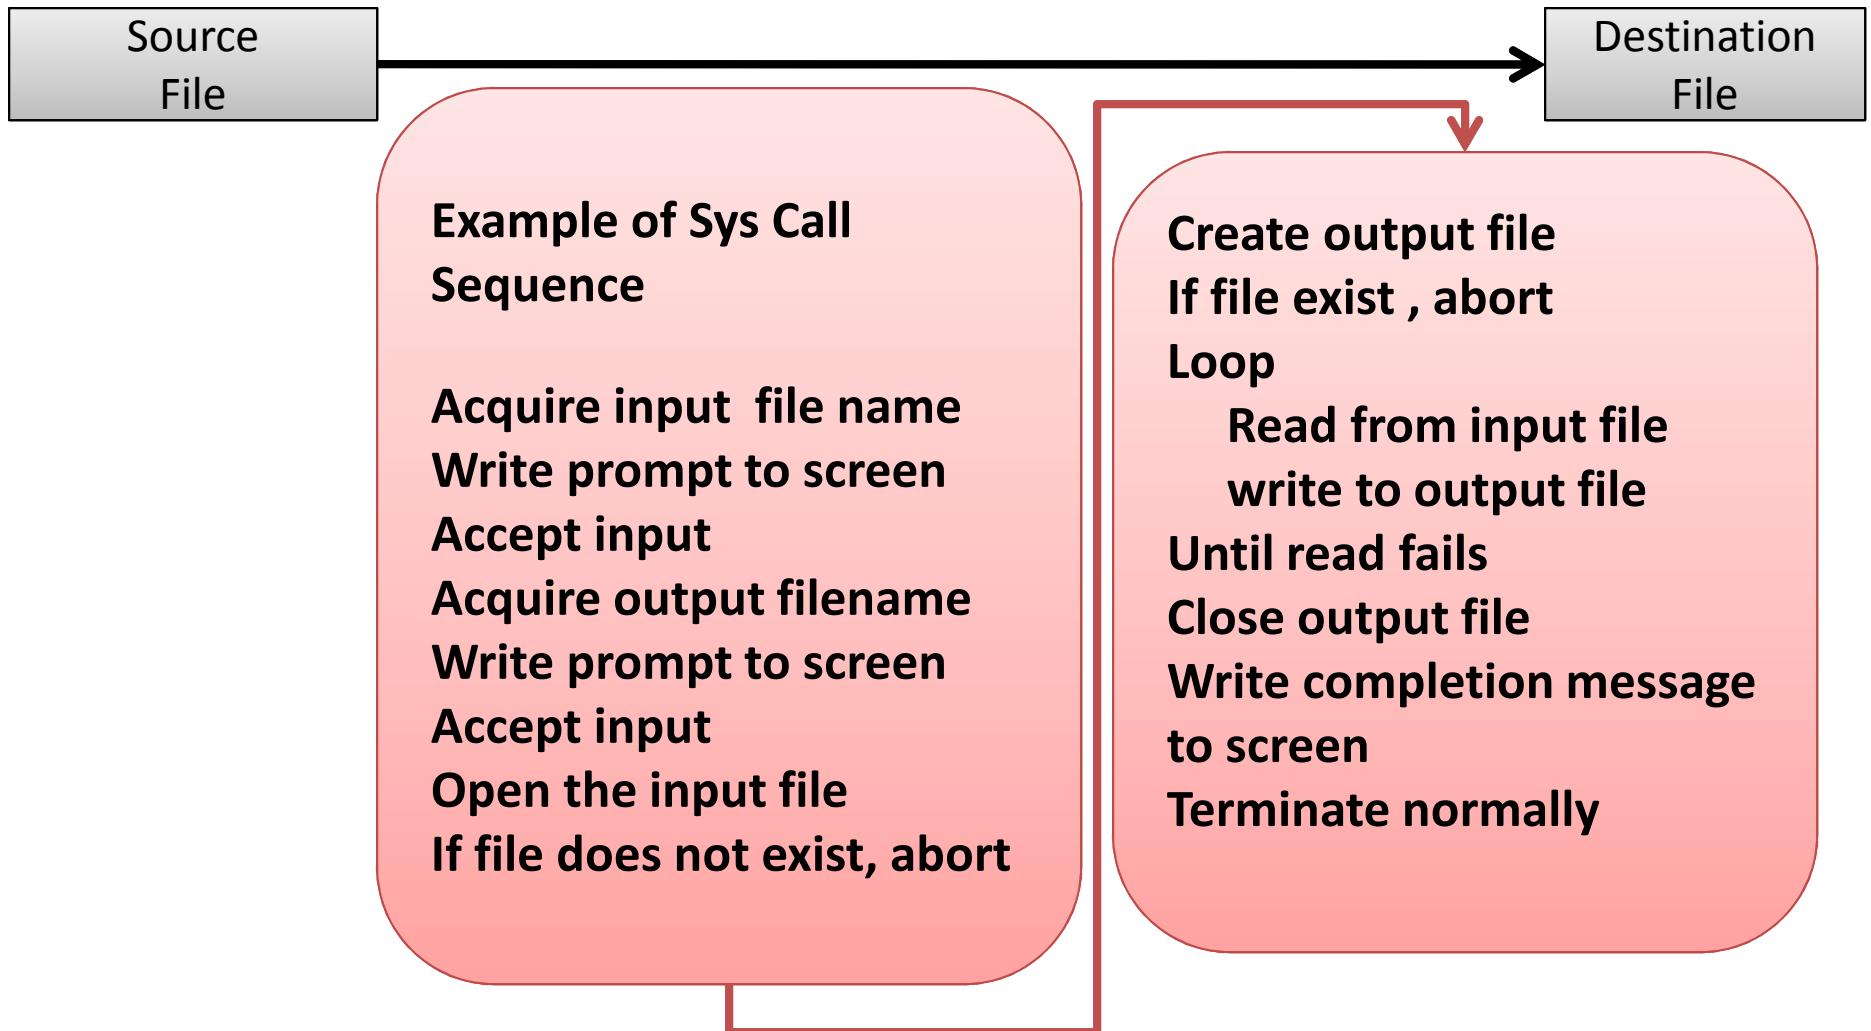 Source
File
Destination
File
Example of Sys Call
Sequence
Acquire input  file name
Write prompt to screen
Accept input
Acquire output filename
Write prompt to screen
Accept input
Open the input file
If file does not exist, abort
Create output file
If file exist , abort
Loop
Read from input file
write to output file
Until read fails
Close output file
Write completion message
to screen
Terminate normally